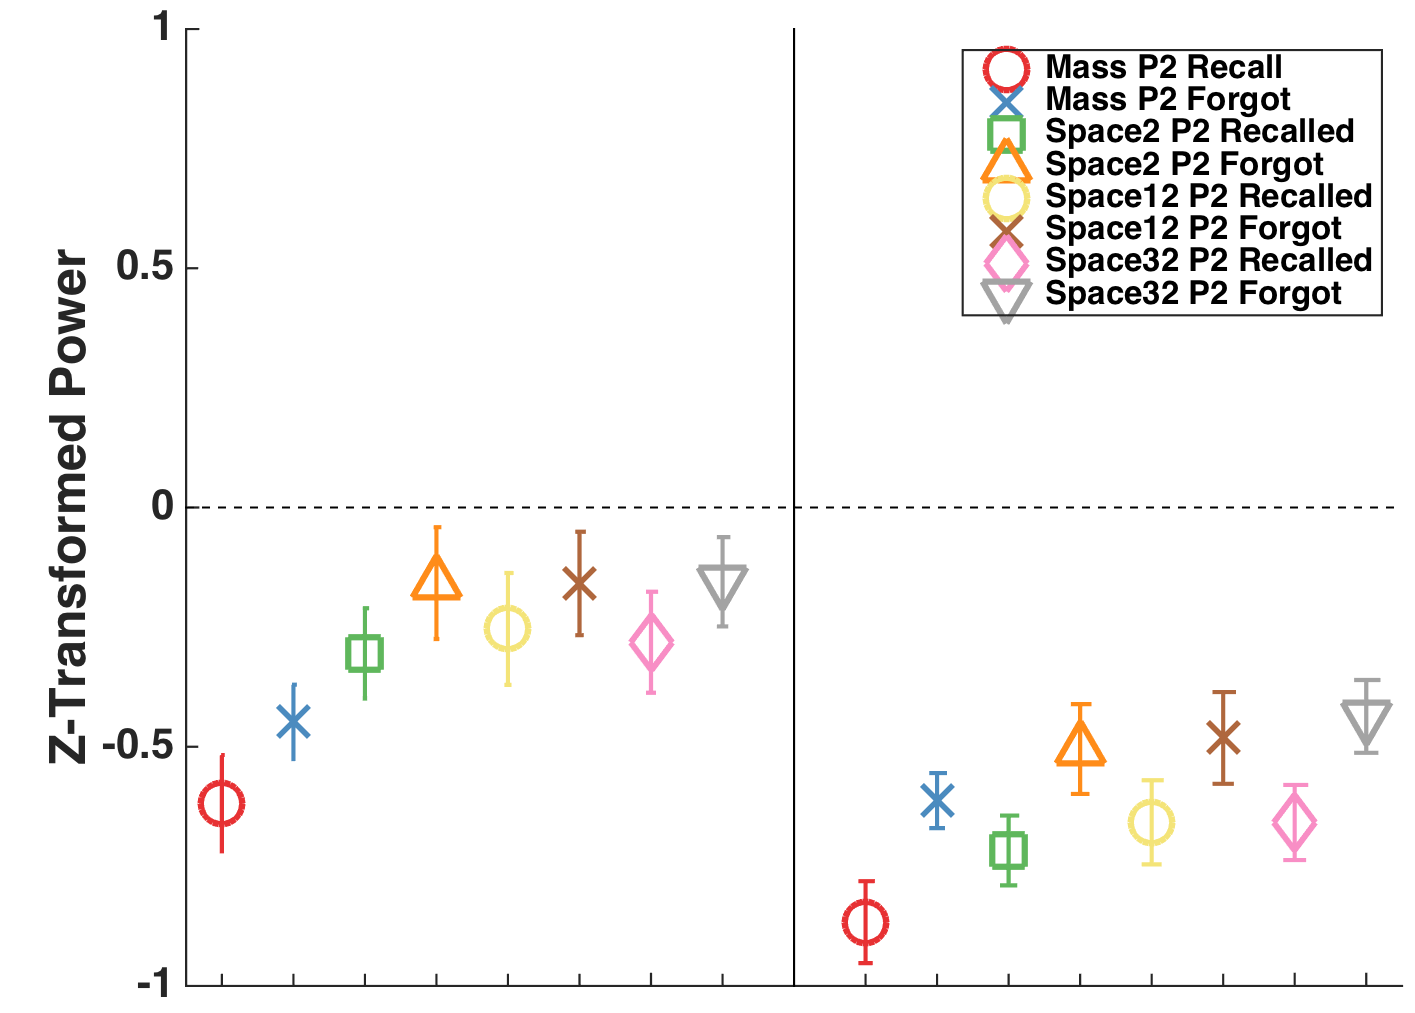 Z-Transformed Power
1
0.5
0
-0.5
-1
Mass P2 Recall
Mass P2 Forgot
Space2 P2 Recalled
Space2 P2 Forgot
Space12 P2 Recalled
Space12 P2 Forgot
Space32 P2 Recalled
Space32 P2 Forgot